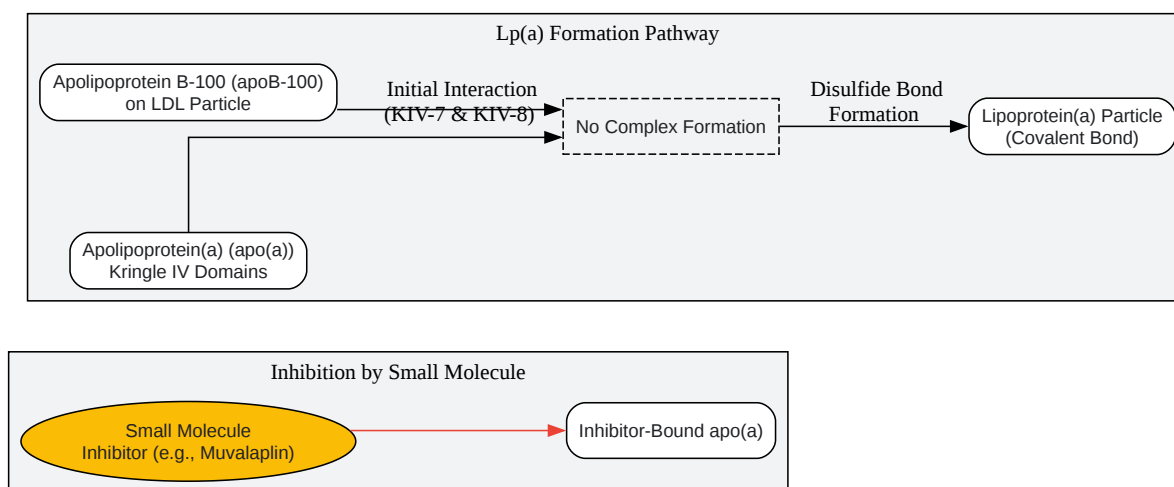 Lp(a) Formation Pathway
Apolipoprotein B-100 (apoB-100)
on LDL Particle
Initial Interaction
(KIV-7 & KIV-8)
No Complex Formation
Disulfide Bond
Formation
Lipoprotein(a) Particle
(Covalent Bond)
Apolipoprotein(a) (apo(a))
Kringle IV Domains
Inhibition by Small Molecule
Small Molecule
Inhibitor (e.g., Muvalaplin)
Inhibitor-Bound apo(a)